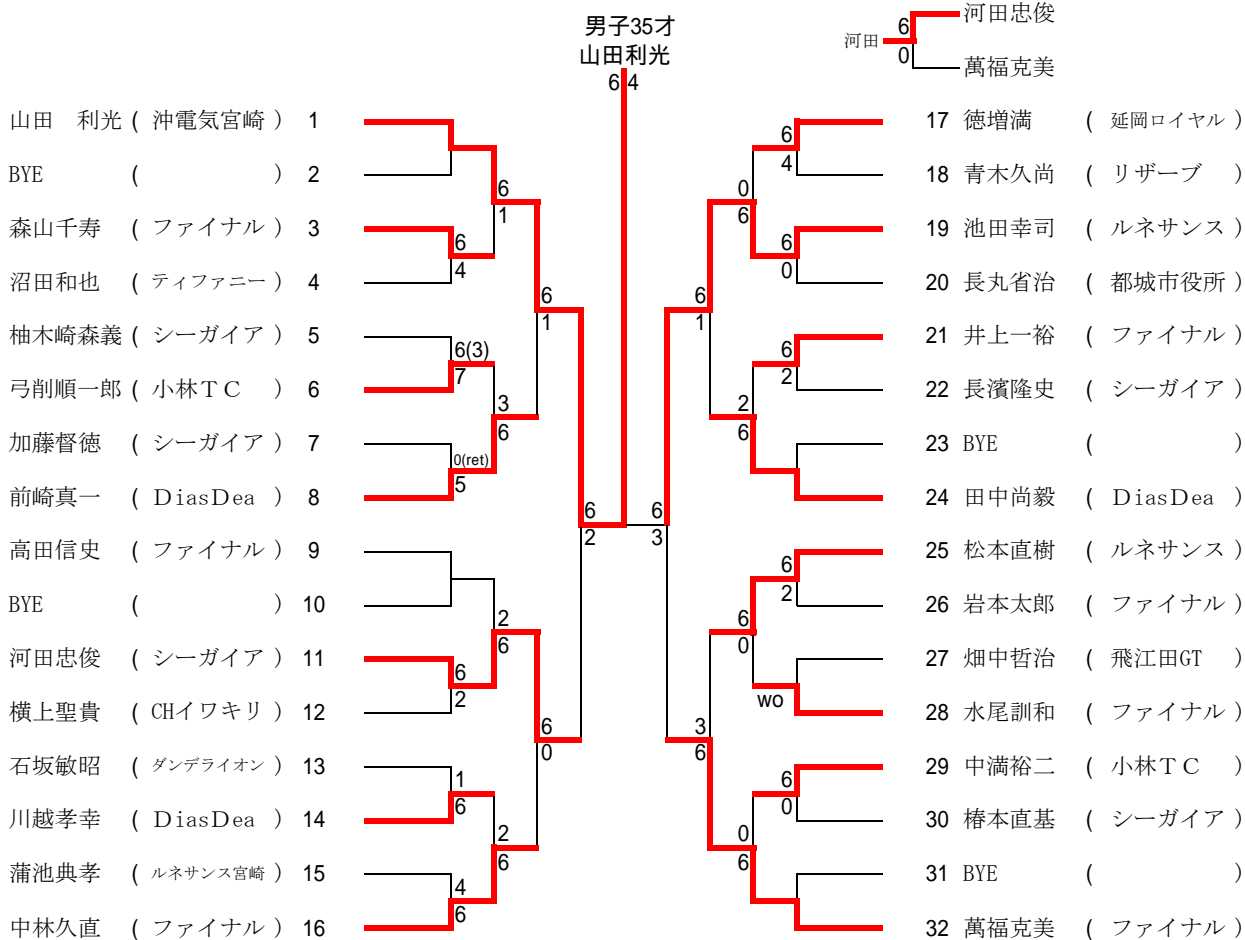 男子35才
山田利光
6 4
河田忠俊
6
河田
0
萬福克美
山田 利光 ( 沖電気宮崎 ) 1
BYE ( ) 2
6
1
森山千寿 ( ファイナル ) 3
6
4
沼田和也 ( ティファニー ) 4
6
1
柚木崎森義 ( シーガイア ) 5
6(3)
7
弓削順一郎 ( 小林TC ) 6
3
6
加藤督徳 ( シーガイア ) 7
0(ret)
5
前崎真一 ( DiasDea ) 8
6
2
高田信史 ( ファイナル ) 9
BYE ( ) 10
2
6
河田忠俊 ( シーガイア ) 11
6
2
横上聖貴 ( CHイワキリ ) 12
6
0
石坂敏昭 ( ダンデライオン ) 13
1
6
川越孝幸 ( DiasDea ) 14
2
6
蒲池典孝 ( ルネサンス宮崎 ) 15
4
6
中林久直 ( ファイナル ) 16
17 徳増満 ( 延岡ロイヤル )
6
4
18 青木久尚 ( リザーブ )
0
6
19 池田幸司 ( ルネサンス )
6
0
20 長丸省治 ( 都城市役所 )
6
1
21 井上一裕 ( ファイナル )
6
2
22 長濱隆史 ( シーガイア )
2
6
23 BYE ( )
24 田中尚毅 ( DiasDea )
6
3
25 松本直樹 ( ルネサンス )
6
2
26 岩本太郎 ( ファイナル )
6
0
27 畑中哲治 ( 飛江田GT )
wo
28 水尾訓和 ( ファイナル )
3
6
29 中満裕二 ( 小林TC )
6
0
30 椿本直基 ( シーガイア )
0
6
31 BYE ( )
32 萬福克美 ( ファイナル )